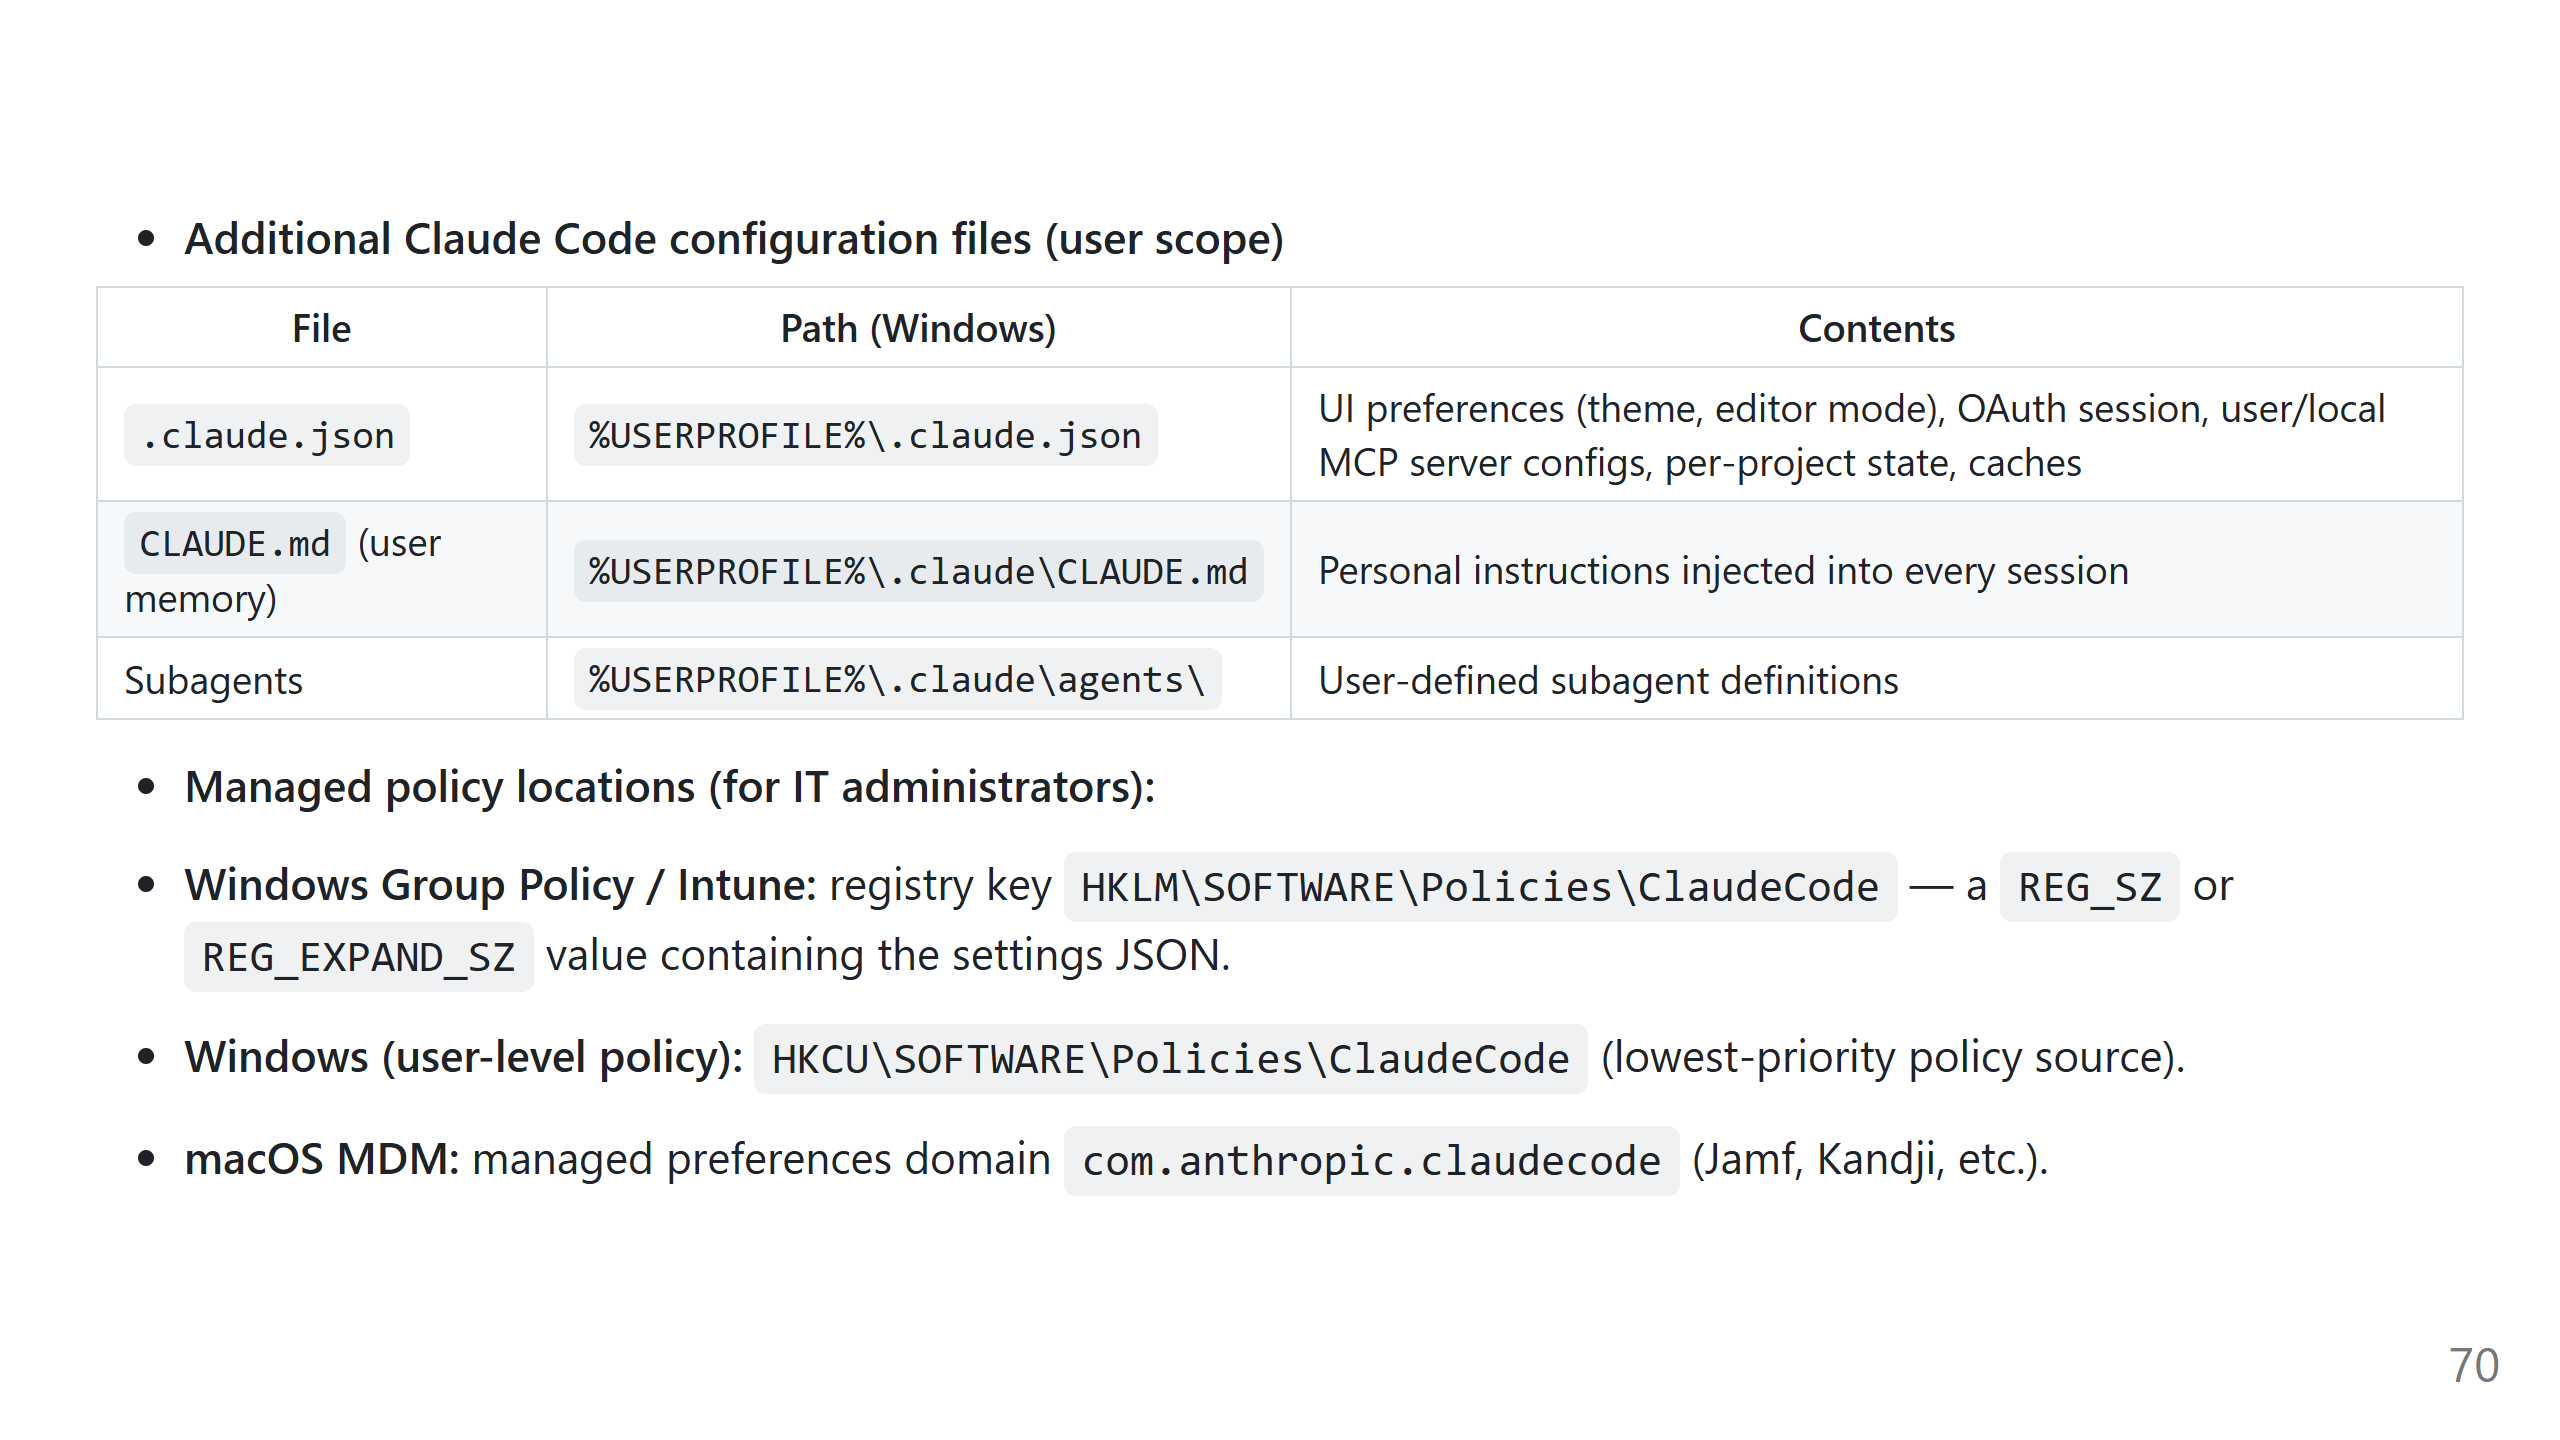 • Additional Claude Code configuration files (user scope)
File Path (Windows) Contents
.claude.json %USERPROFILE%\.claude.json UI preferences (theme, editor mode), OAuth session, user/local
MCP server configs, per-project state, caches
CLAUDE.md (user
memory) %USERPROFILE%\.claude\CLAUDE.md Personal instructions injected into every session
Subagents %USERPROFILE%\.claude\agents\ User-defined subagent definitions
• Managed policy locations (for IT administrators):
• Windows Group Policy / Intune: registry key HKLM\SOFTWARE\Policies\ClaudeCode — a REG_SZ or
REG_EXPAND_SZ value containing the settings JSON.
• Windows (user-level policy): HKCU\SOFTWARE\Policies\ClaudeCode (lowest-priority policy source).
• macOS MDM: managed preferences domain com.anthropic.claudecode (Jamf, Kandji, etc.).
70